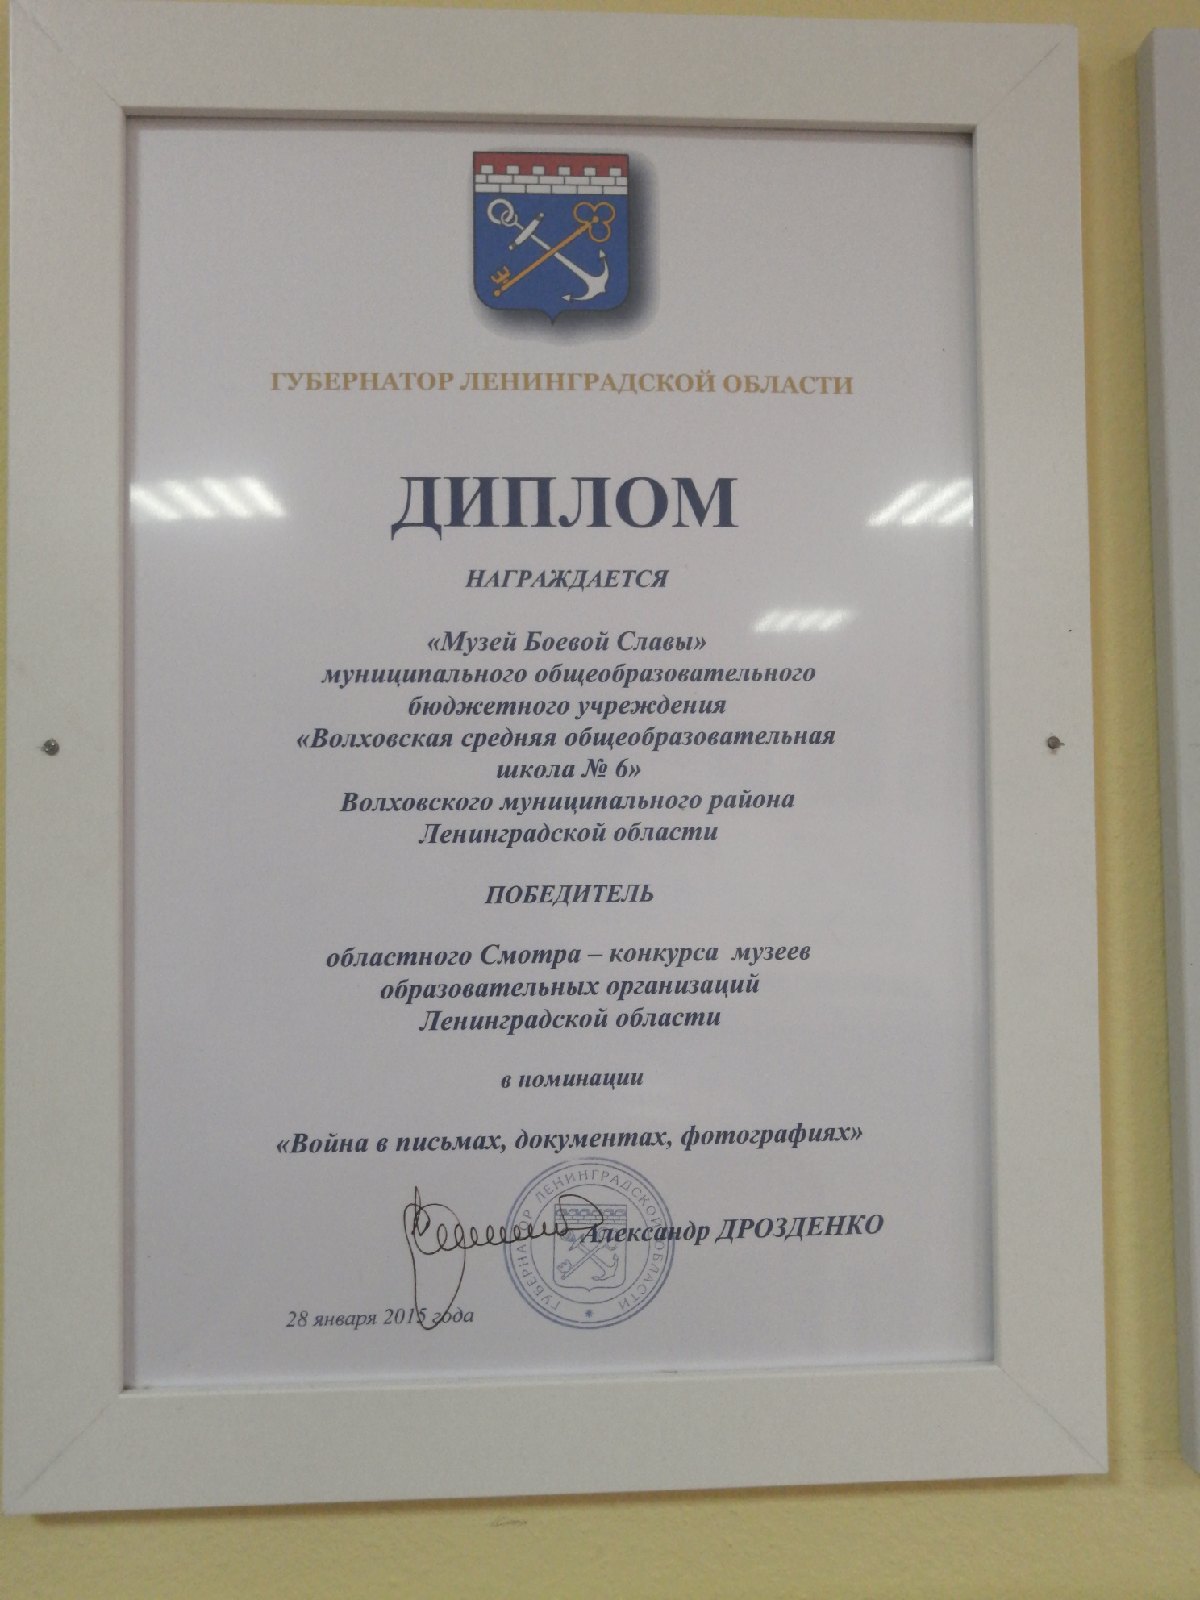 ГУБЕРНАТОР ЛЕНИНГРАДСКОЙ ОБЛАСТИ
ДИПЛОМ
НАГРАЖДАЕТСЯ
«Музей Боевой Славы»
муниципального общеобразовательного
бюджетного учреждения
«Волховская средняя общеобразовательная
школа № 6»
Волховского муниципального района
Ленинградской области
ПОБЕДИТЕЛЬ
областного Смотра – конкурса музеев
образовательных организаций
Ленинградской области
в номинации
«Война в письмах, документах, фотографиях»
Александр ДРОЗДЕНКО
ГУБЕРНАТОР ЛЕНИНГРАДСКОЙ ОБЛАСТИ
28 января 2015 года